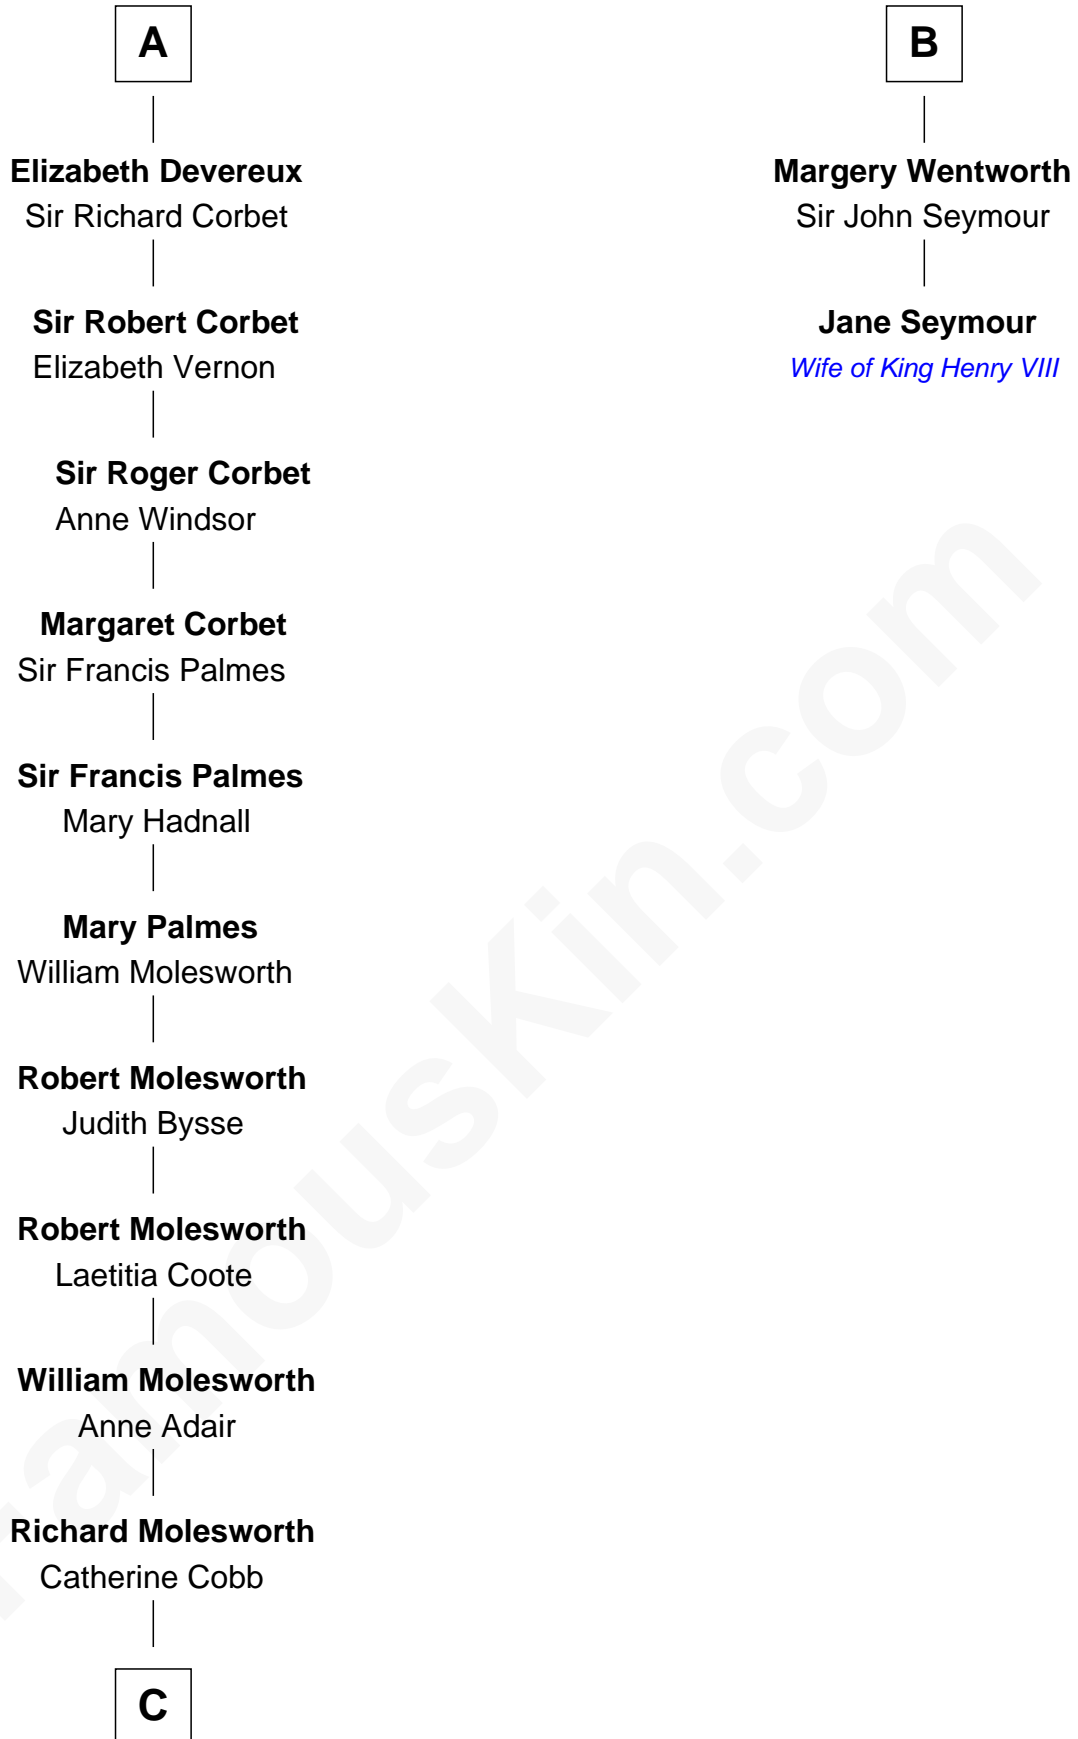 A
Elizabeth Devereux
Sir Richard Corbet
Sir Robert Corbet
Elizabeth Vernon
Sir Roger Corbet
Anne Windsor
Margaret Corbet
Sir Francis Palmes
Sir Francis Palmes
Mary Hadnall
Mary Palmes
William Molesworth
Robert Molesworth
Judith Bysse
Robert Molesworth
Laetitia Coote
William Molesworth
Anne Adair
Richard Molesworth
Catherine Cobb
C
B
Margery Wentworth
Sir John Seymour
Jane Seymour
Wife of King Henry VIII
FamousKin.com